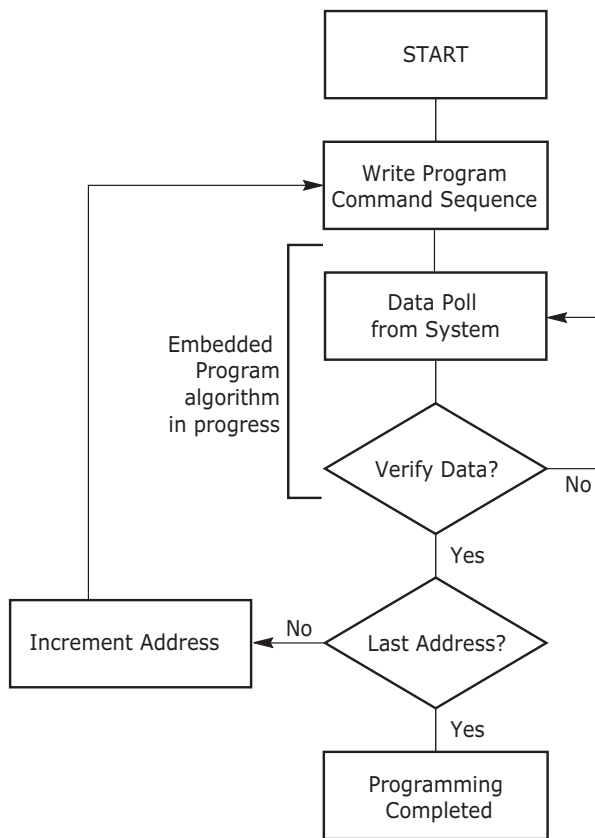 START
Write Program
Command Sequence
Data Poll
from System
Embedded
Program
algorithm
in progress
Verify Data?
No
Yes
Last Address?
No
Increment Address
Yes
Programming
Completed